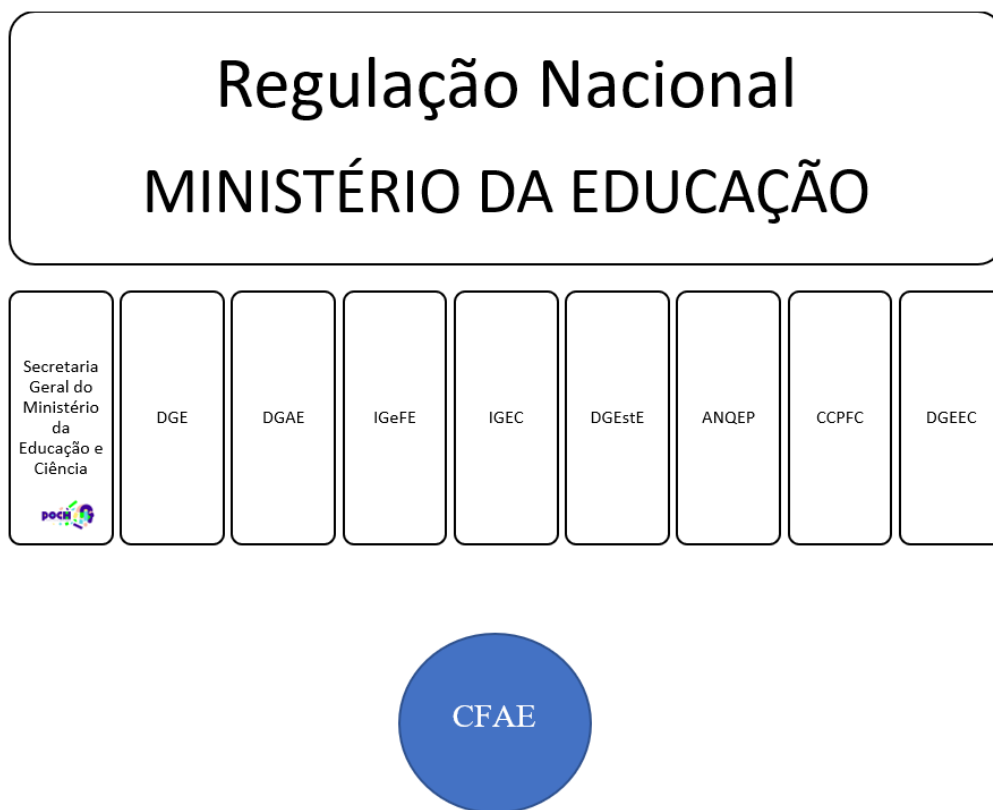 Regulação Nacional
MINISTÉRIO DA EDUCAÇÃO
Secretaria
Geral do
Ministério
da
Educação e
Ciência
POCH
DGE
DGAE
IGeFE
IGEC
DGEstE
ANQEP
CCPFC
DGEEC
CFAE